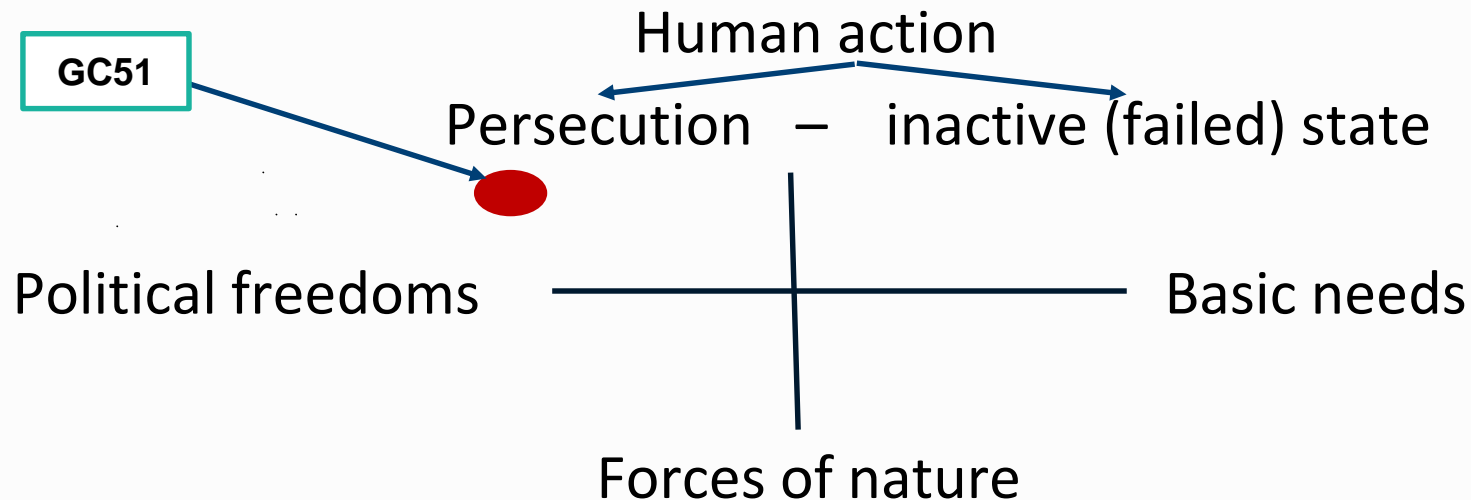 Human action
GC51
Persecution – inactive (failed) state
Political freedoms
Basic needs
Forces of nature